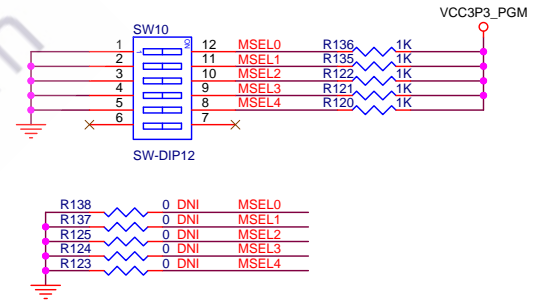 VCC3P3_PGM
SW10
ON
1 12 MSEL0 R136 1K
2 11 MSEL1 R135 1K
3 10 MSEL2 R122 1K
4 9 MSEL3 R121 1K
5 8 MSEL4 R120 1K
6 7
SW-DIP12
R138 0 DNI MSEL0
R137 0 DNI MSEL1
R125 0 DNI MSEL2
R124 0 DNI MSEL3
R123 0 DNI MSEL4